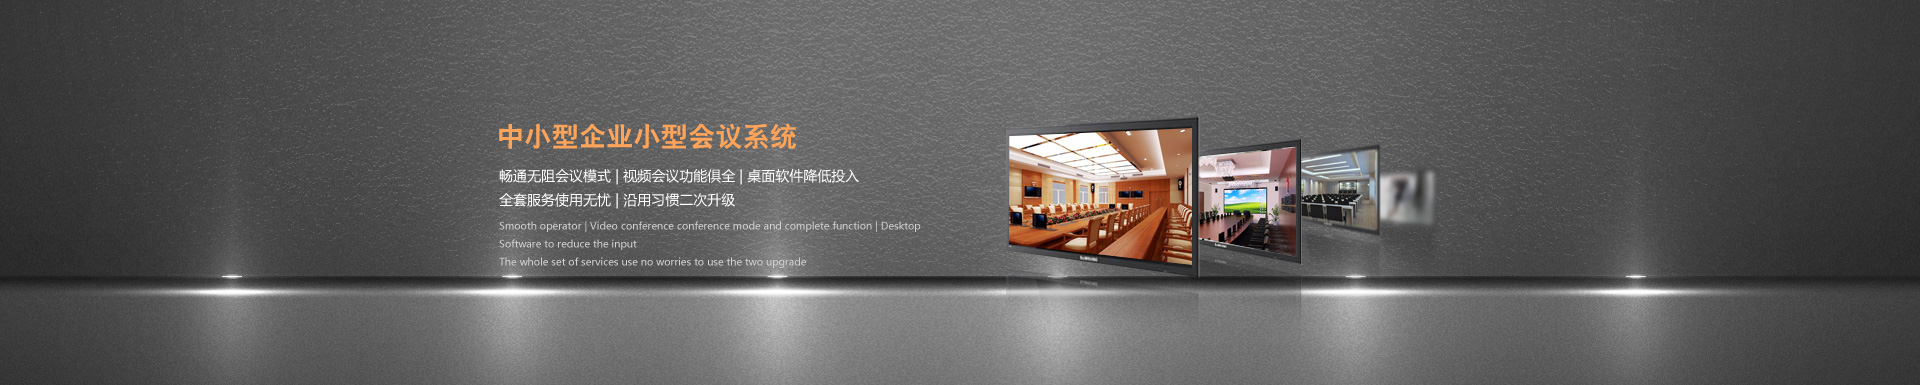 中小型企业小型会议系统
畅通无阻会议模式 | 视频会议功能俱全 | 桌面软件降低投入
全套服务使用无忧 | 沿用习惯二次升级
Smooth operator | Video conference conference mode and complete function | Desktop
Software to reduce the input
The whole set of services use no worries to use the two upgrade